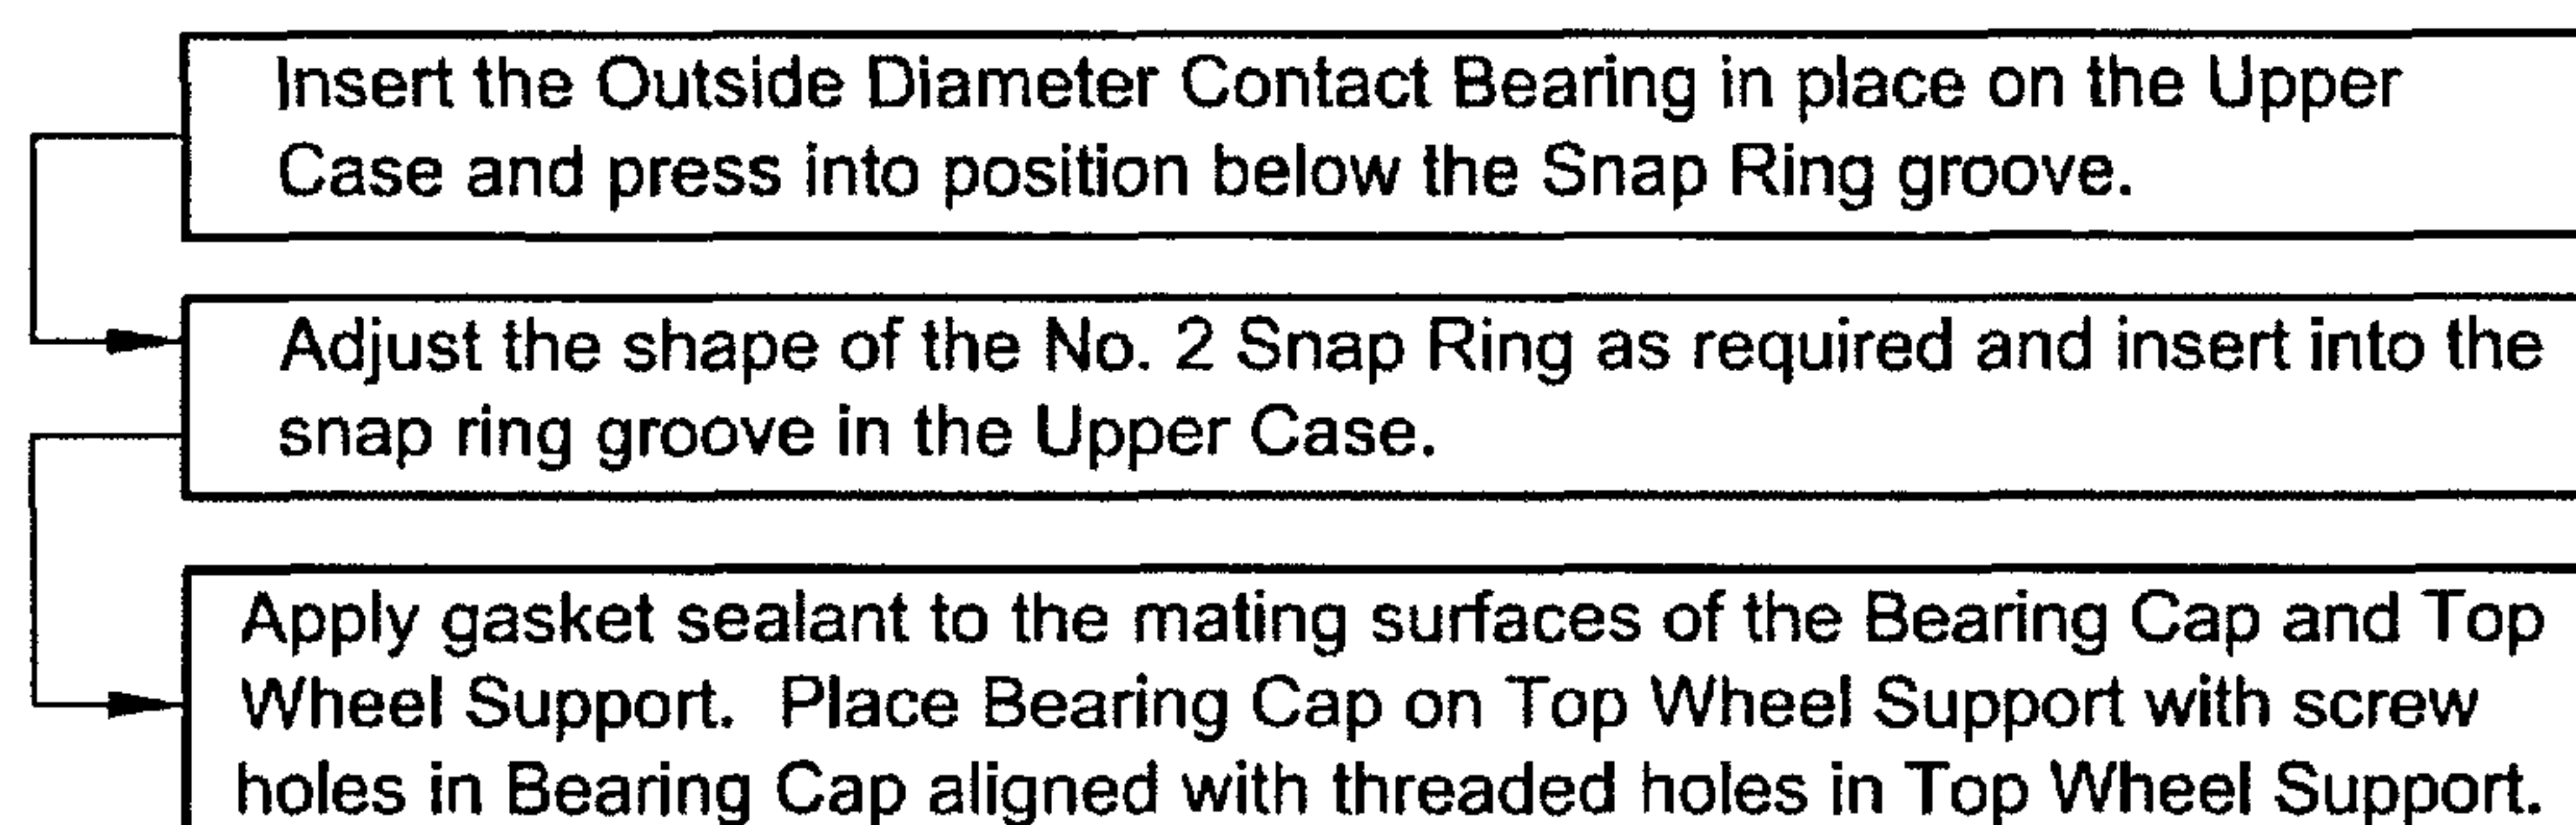 Insert the Outside Diameter Contact Bearing in place on the Upper
Case and press into position below the Snap Ring groove.
Adjust the shape of the No. 2 Snap Ring as required and insert into the
snap ring groove in the Upper Case.
Apply gasket sealant to the mating surfaces of the Bearing Cap and Top
Wheel Support.  Place Bearing Cap on Top Wheel Support with screw
holes in Bearing Cap aligned with threaded holes in Top Wheel Support.